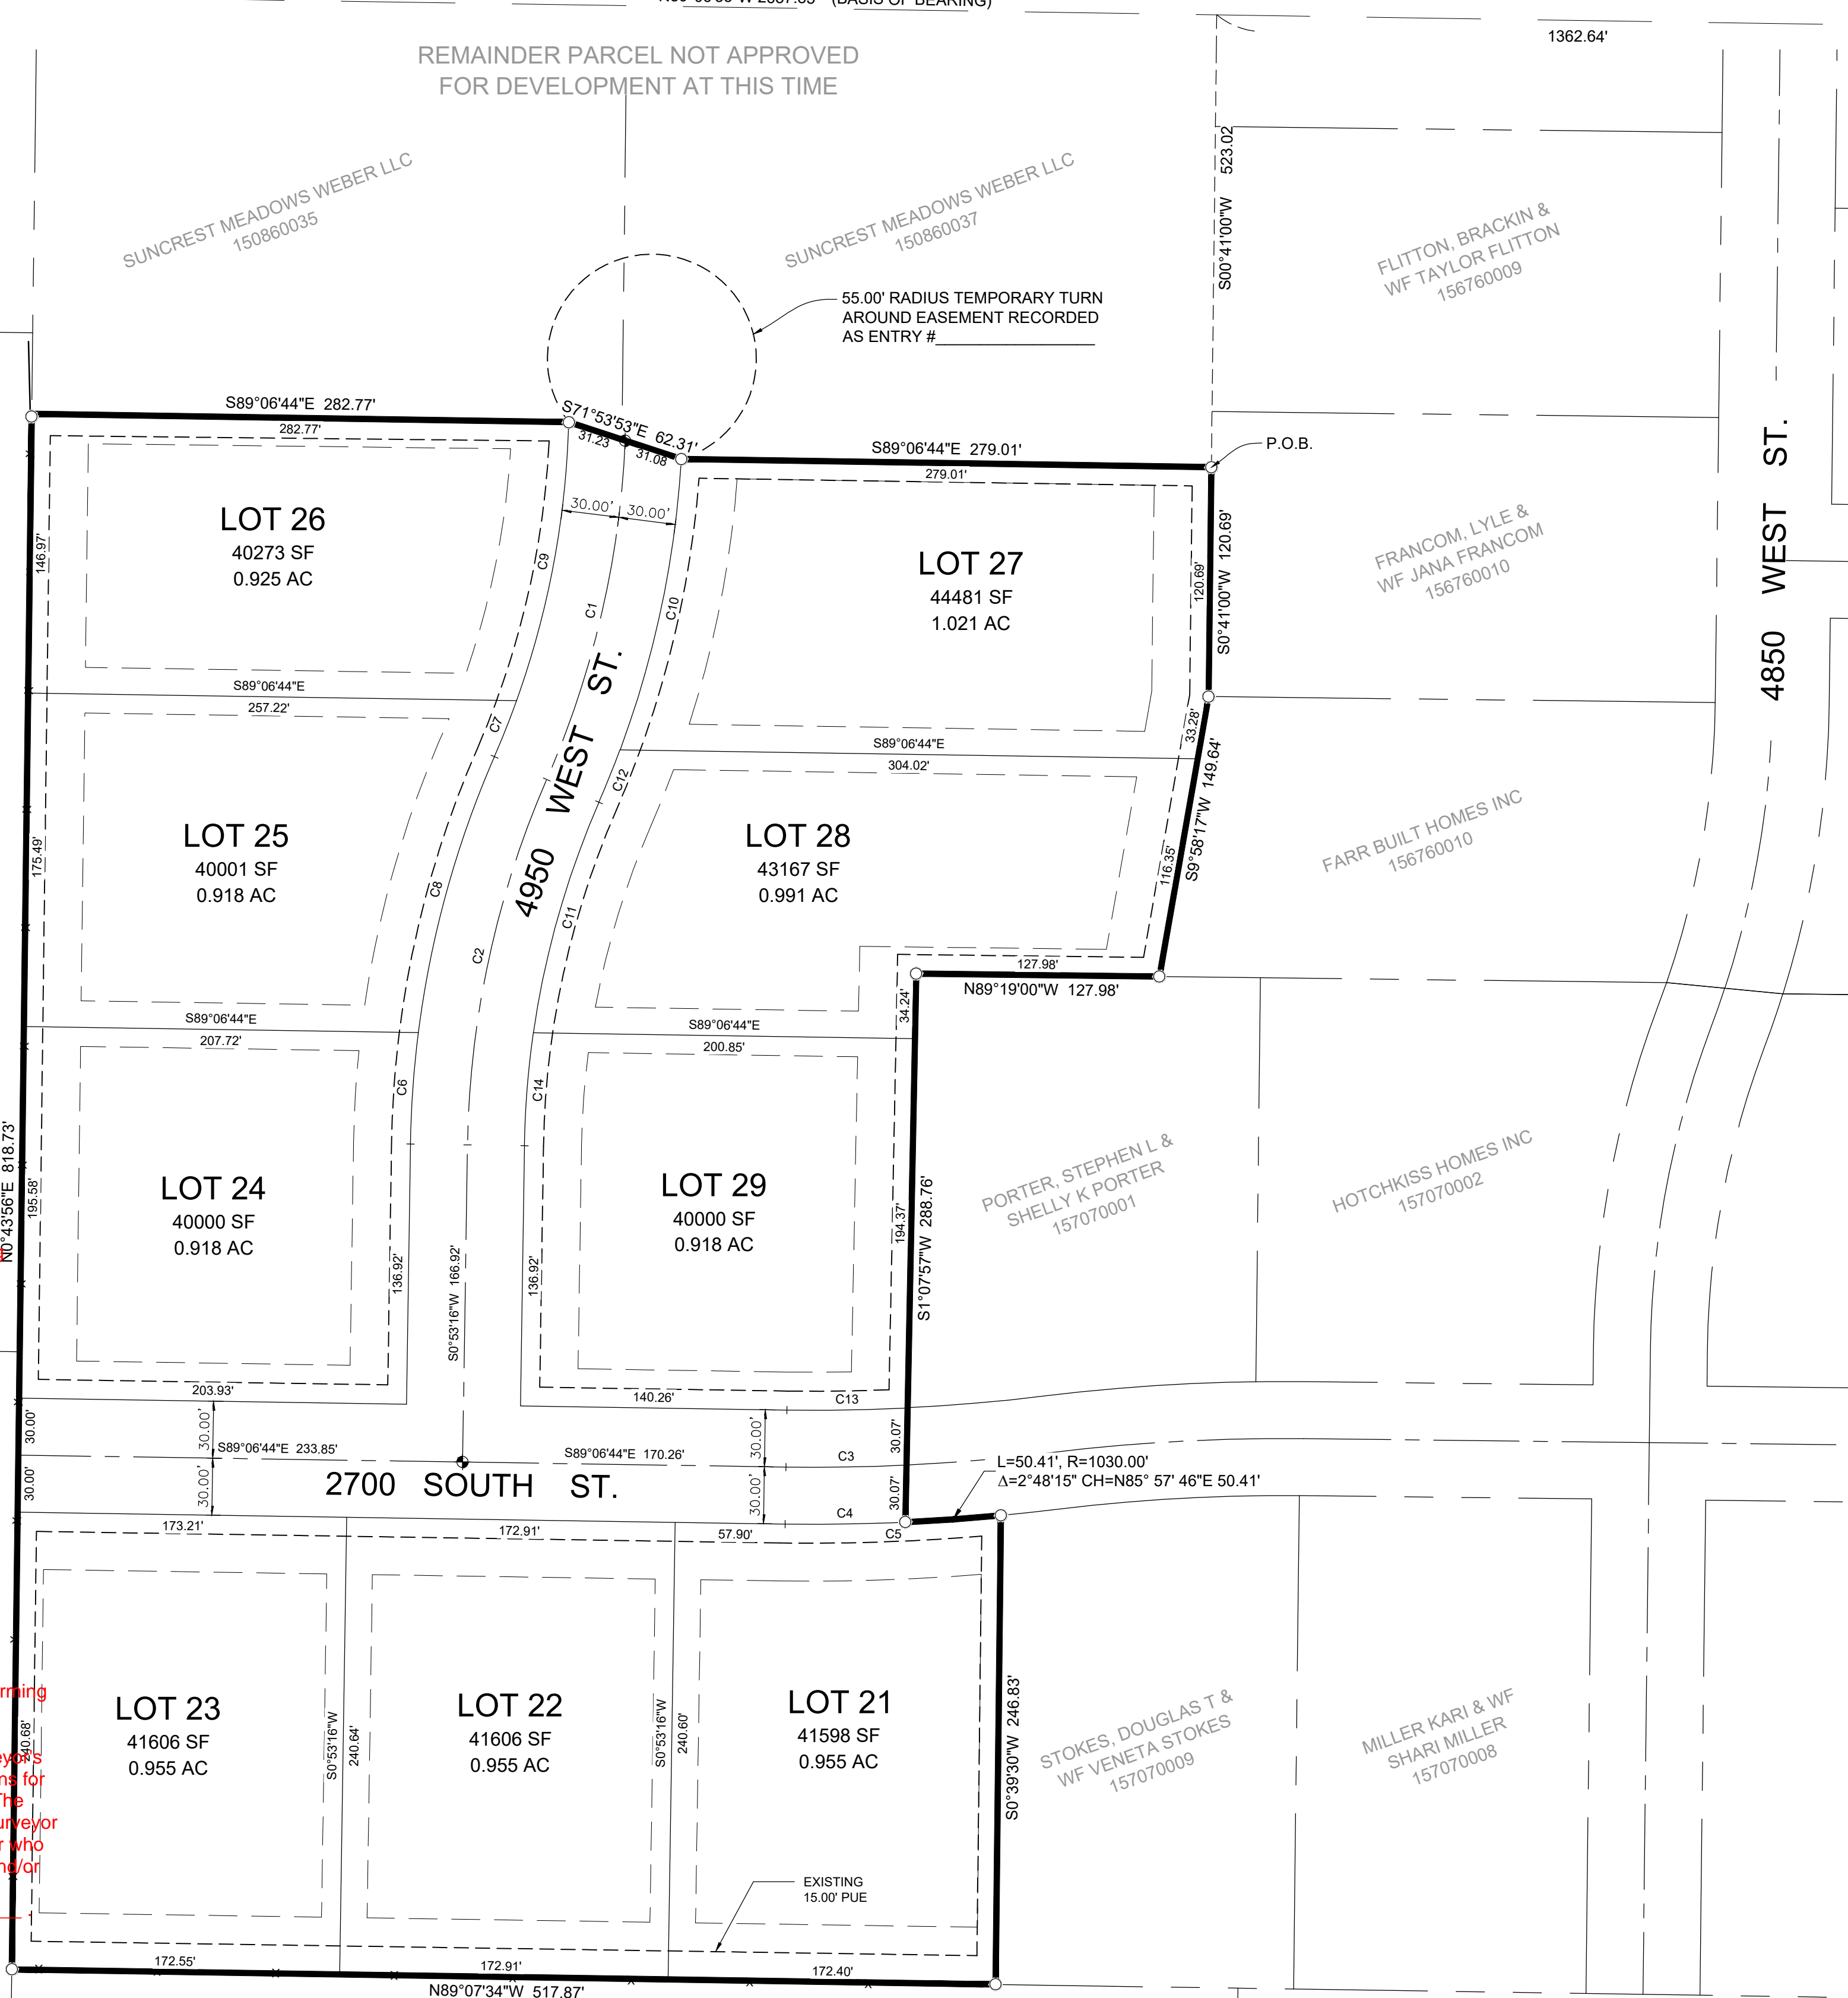 (BASIS OF BEARING)
1362.64'
REMAINDER PARCEL NOT APPROVED
FOR DEVELOPMENT AT THIS TIME
S00°41'00"W 523.02
SUNCREST MEADOWS WEBER LLC
150860035
SUNCREST MEADOWS WEBER LLC
150860037
FLITTON, BRACKIN &
WF TAYLOR FLITTON
156760009
55.00' RADIUS TEMPORARY TURN
AROUND EASEMENT RECORDED
AS ENTRY #
S89°06'44"E 282.77'
282.77'
S71°53'53"E 62.31'
31.23
31.08
S89°06'44"E 279.01'
279.01'
P.O.B.
4850 WEST ST.
30.00'
30.00'
LOT 26
40273 SF
0.925 AC
146.97'
C9
C1
C10
LOT 27
44481 SF
1.021 AC
120.69'
S0°41'00"W 120.69'
FRANCOM, LYLE &
WF JANA FRANCOM
156760010
S89°06'44"E
257.22'
C7
4950 WEST ST.
C12
S89°06'44"E
304.02'
33.28'
S9°58'17"W 149.64'
116.35'
LOT 25
40001 SF
0.918 AC
175.49'
C8
C2
C11
LOT 28
43167 SF
0.991 AC
FARR BUILT HOMES INC
156760010
127.98'
N89°19'00"W 127.98'
34.24'
S89°06'44"E
207.72'
S89°06'44"E
200.85'
C6
C14
N0°43'56"E 818.73'
LOT 24
40000 SF
0.918 AC
195.58'
136.92'
S0°53'16"W 166.92'
136.92'
LOT 29
40000 SF
0.918 AC
194.37'
S1°07'57"W 288.76'
PORTER, STEPHEN L &
SHELLY K PORTER
157070001
HOTCHKISS HOMES INC
157070002
203.93'
140.26'
C13
30.00'
30.00'
30.00'
30.07'
S89°06'44"E 233.85'
S89°06'44"E 170.26'
C3
30.00'
30.00'
30.00'
30.07'
2700 SOUTH ST.
L=50.41', R=1030.00'
Δ=2°48'15" CH=N85° 57' 46"E 50.41'
C4
C5
173.21'
172.91'
57.90'
LOT 23
41606 SF
0.955 AC
S0°53'16"W
240.64'
LOT 22
41606 SF
0.955 AC
S0°53'16"W
240.60'
LOT 21
41598 SF
0.955 AC
S0°39'30"W 246.83'
STOKES, DOUGLAS T &
WF VENETA STOKES
157070009
MILLER KARI & WF
SHARI MILLER
157070008
for
who
and/or
EXISTING
15.00' PUE
172.55'
172.91'
172.40'
N89°07'34"W 517.87'